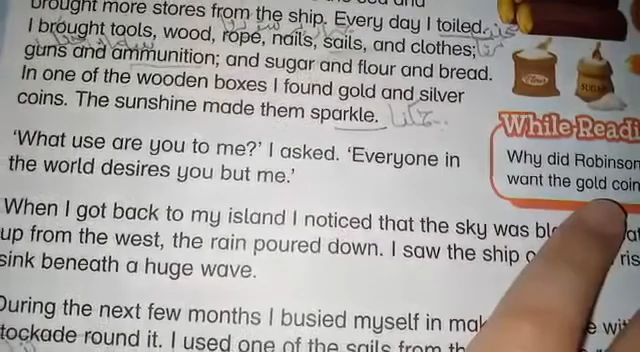 brought more stores from the ship. Every day I toiled.
I brought tools, wood, rope, nails, sails, and clothes;
guns and ammunition; and sugar and flour and bread.
In one of the wooden boxes I found gold and silver
coins. The sunshine made them sparkle.
'What use are you to me?' I asked. 'Everyone in
the world desires you but me.'
When I got back to my island I noticed that the sky was
up from the west, the rain poured down. I saw the ship
sink beneath a huge wave.
During the next few months I busied myself in
stockade round it. I used one of the sails from
Flour
SUGAR
While-Readi
Why did Robinson
want the gold coin